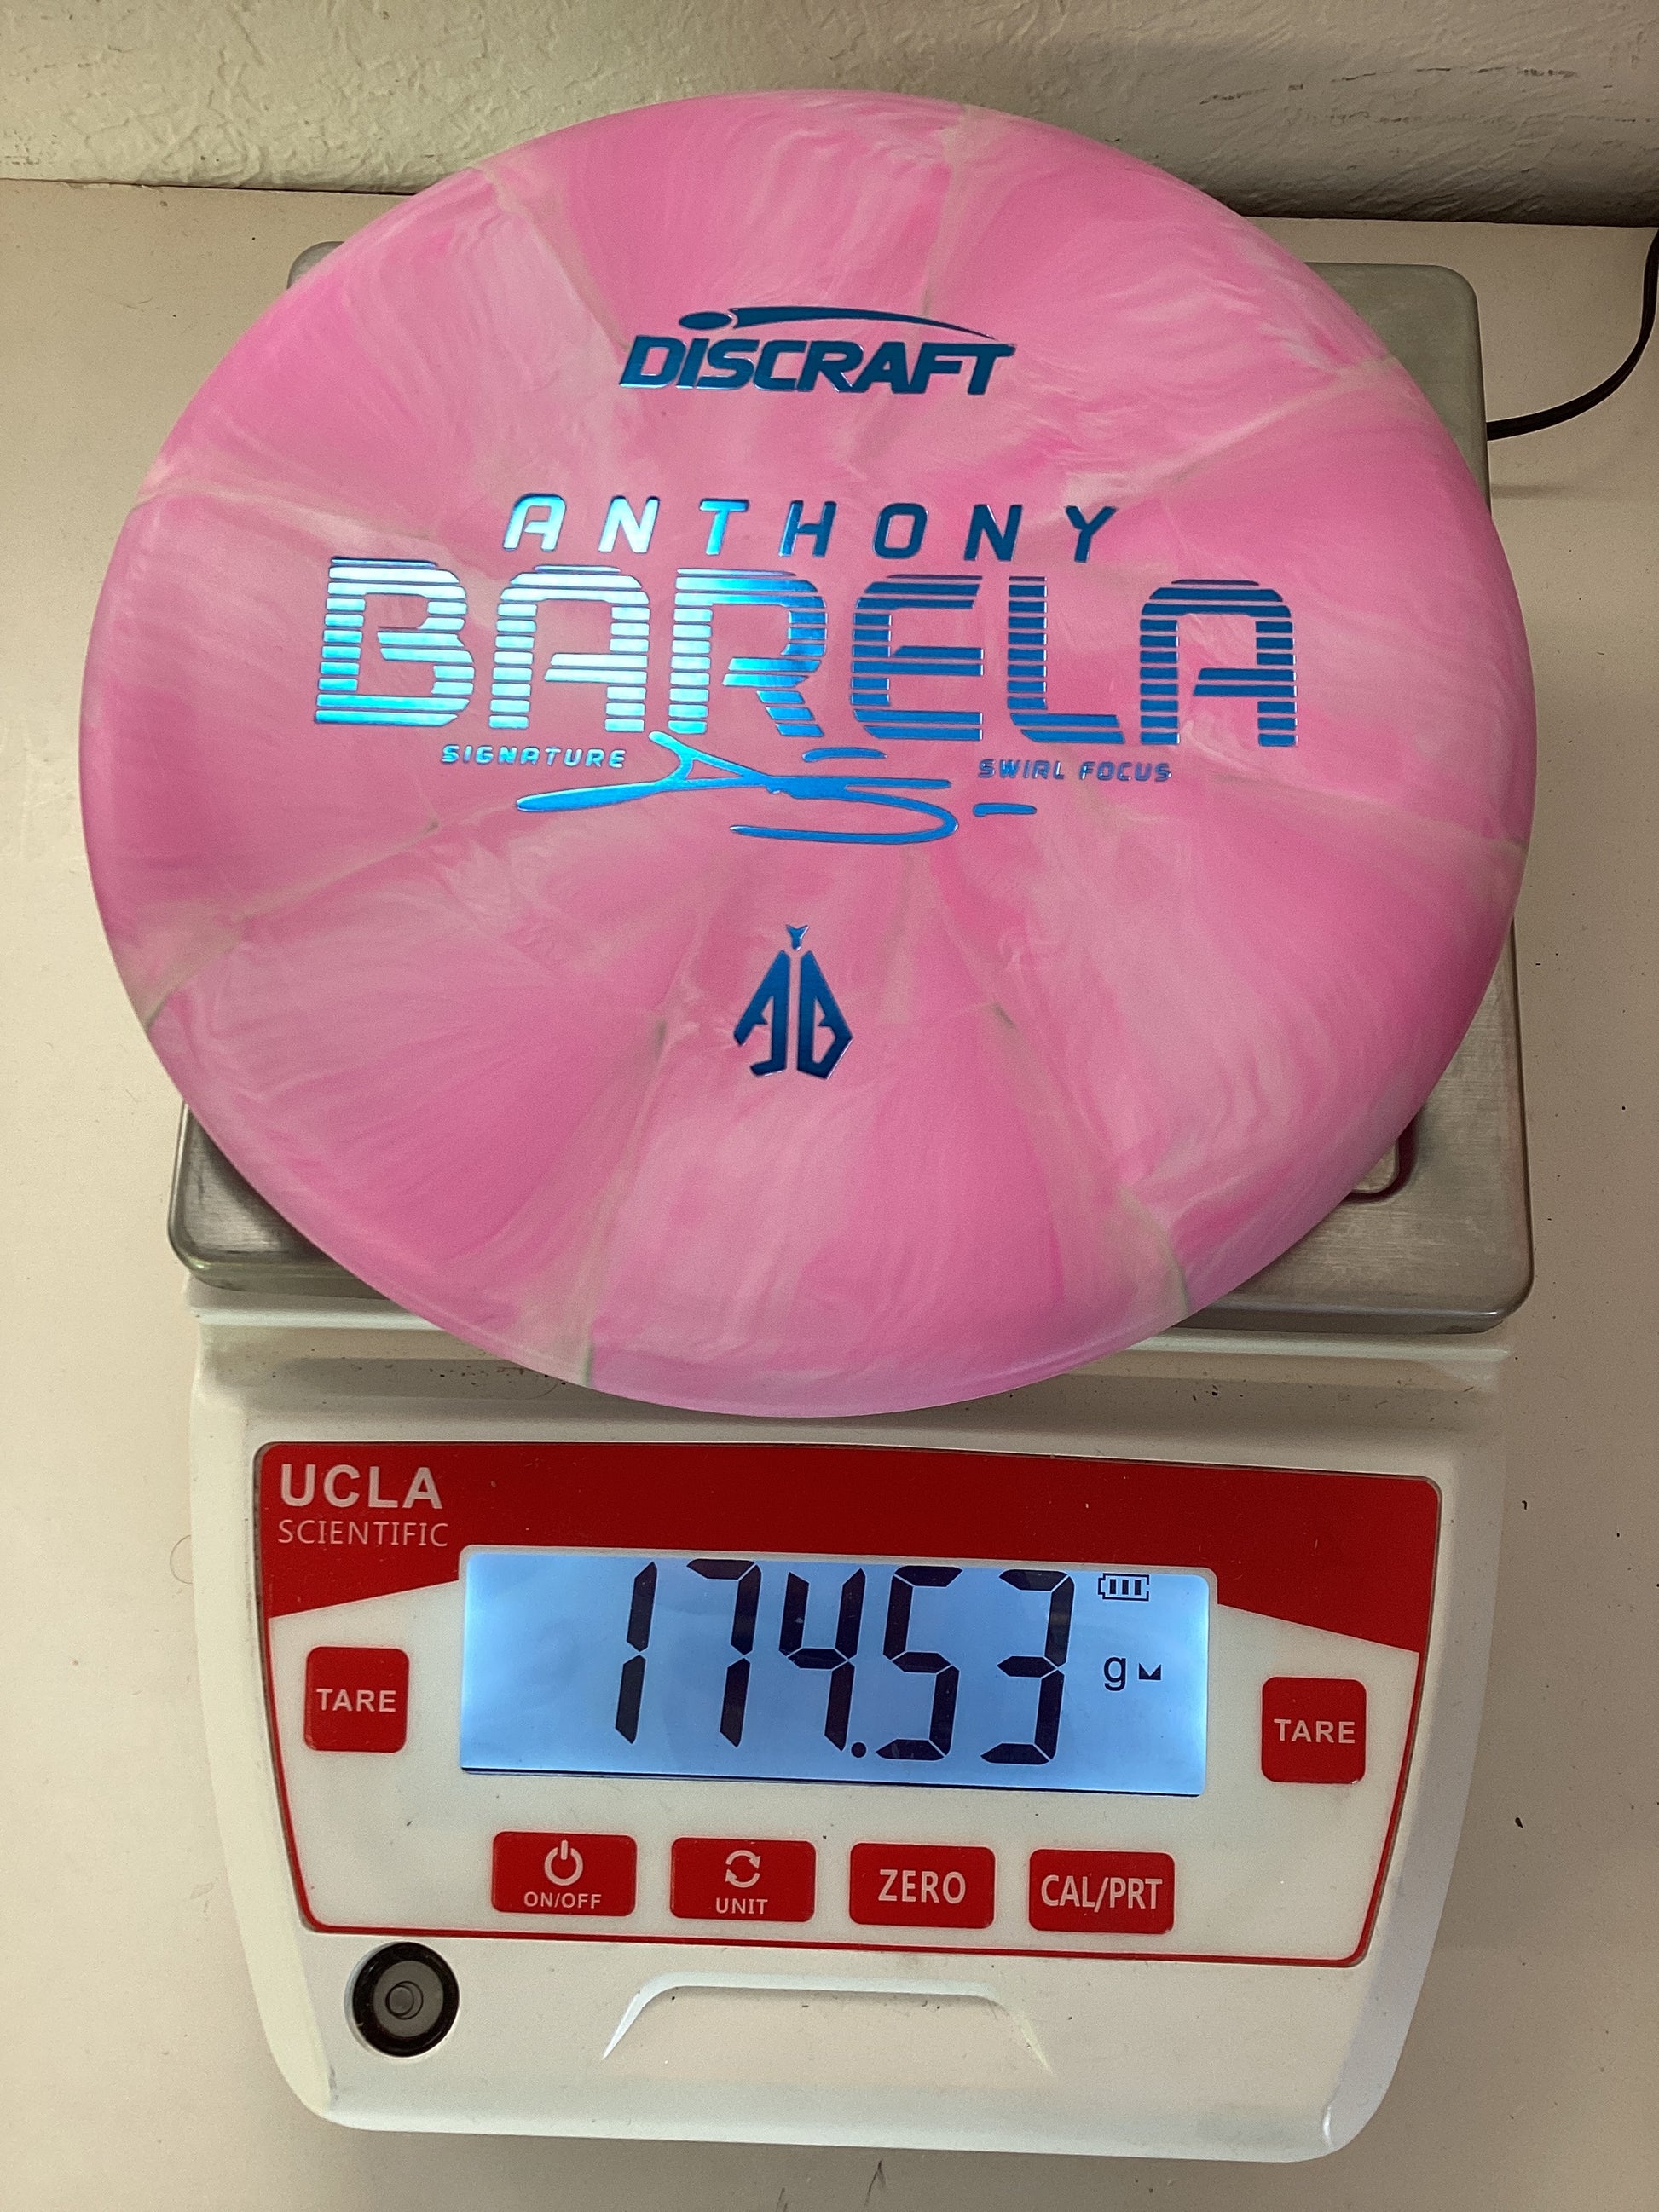 DISCRAFT
ANTHONY
BARELA
SIGNATURE SWIRL FOCUS
AB
UCLA
SCIENTIFIC
174.53 g
TARE TARE
ON/OFF UNIT ZERO CAL/PRT